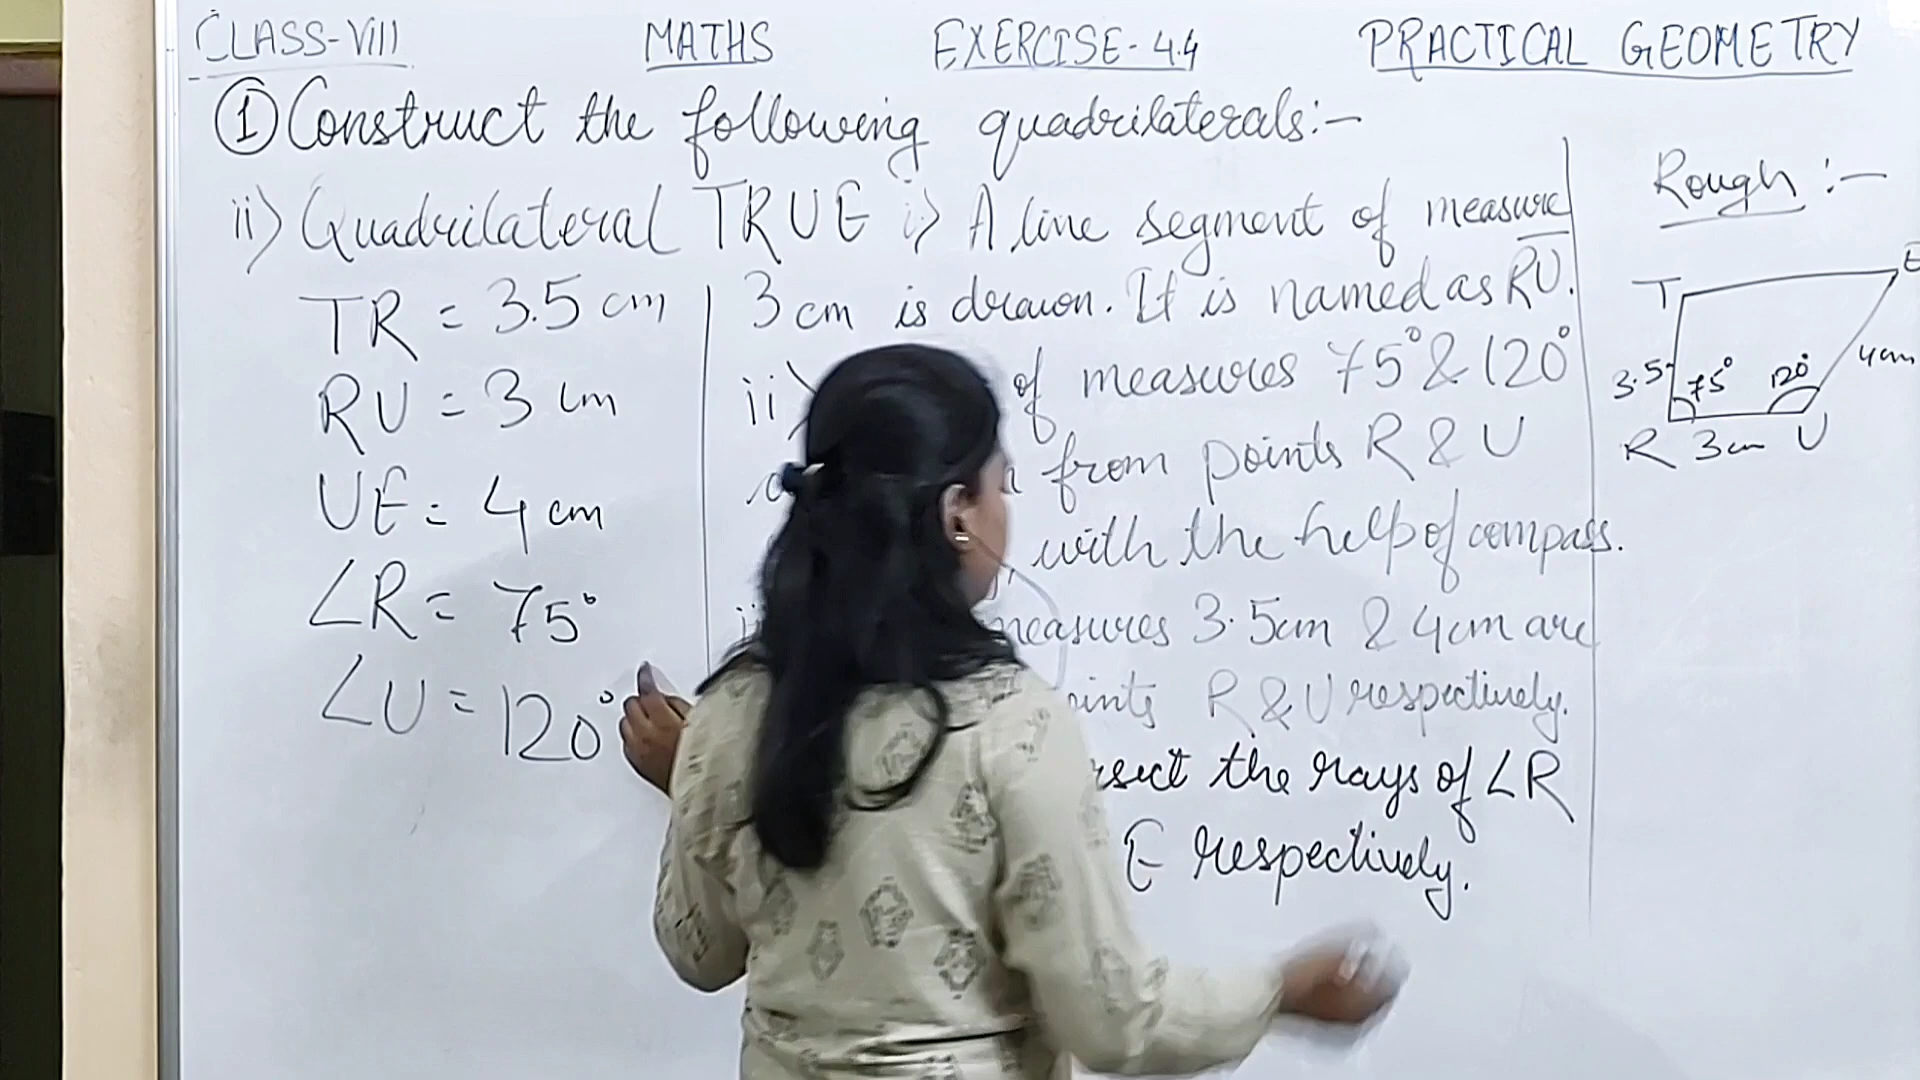 CLASS-VIII MATHS EXERCISE-4.4 PRACTICAL GEOMETRY
① Construct the following quadrilaterals:-
ii) Quadrilateral TRUE
TR = 3.5 cm
RU = 3 cm
UE = 4 cm
∠R = 75°
∠U = 120°
i) A line segment of measure
3 cm is drawn. It is named as RU.
ii) of measures 75° & 120°
from points R & U
with the help of compass.
measures 3.5cm & 4cm are
R & U respectively.
the rays of ∠R
E respectively.
Rough :-
T E
3.5 75° 120° 4cm
R 3cm U